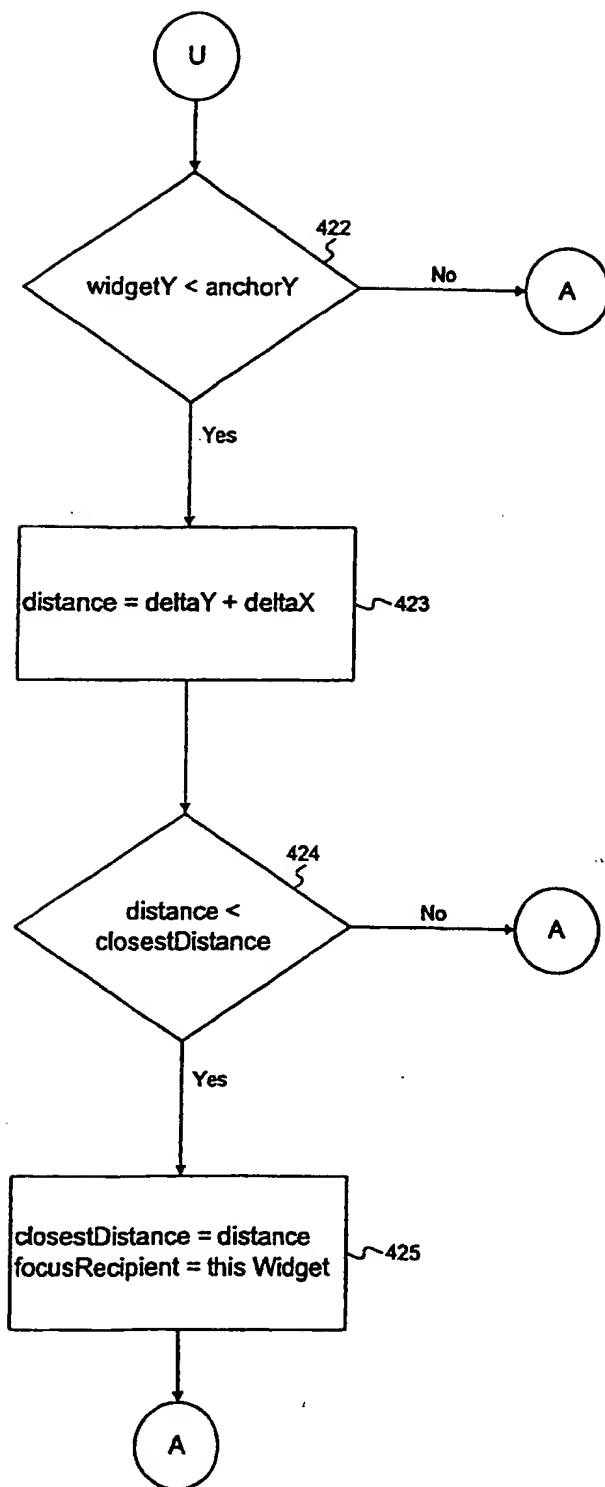 U
422
widgetY < anchorY
No
A
Yes
distance = deltaY + deltaX
423
424
distance <
closestDistance
No
A
Yes
closestDistance = distance
focusRecipient = this Widget
425
A